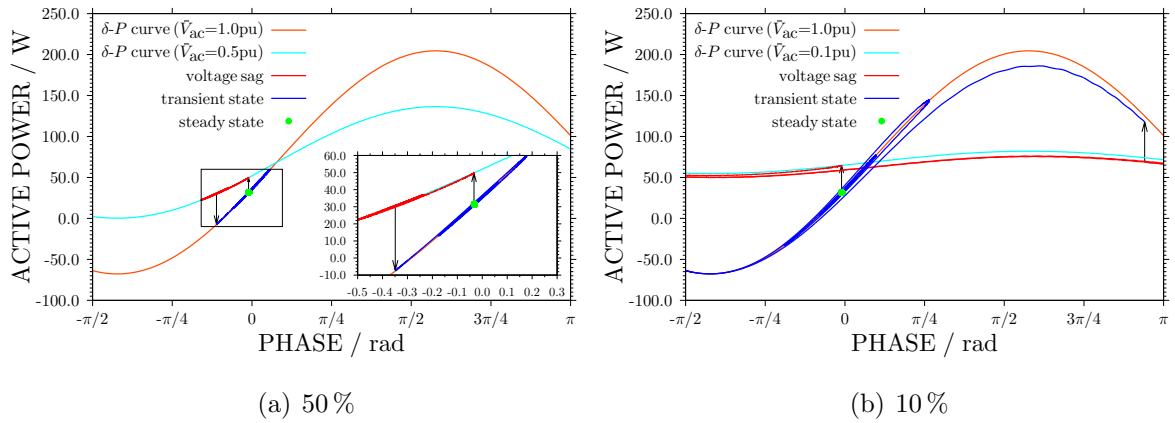 δ-P curve (V̄ac=1.0pu)
δ-P curve (V̄ac=0.5pu)
voltage sag
transient state
steady state
250.0
200.0
150.0
100.0
50.0
0.0
-50.0
-100.0
ACTIVE POWER / W
60.0
50.0
40.0
30.0
20.0
10.0
0.0
-10.0
-0.5 -0.4 -0.3 -0.2 -0.1 0.0 0.1 0.2 0.3
-π/2 -π/4 0 π/4 π/2 3π/4 π
PHASE / rad
(a) 50 %
δ-P curve (V̄ac=1.0pu)
δ-P curve (V̄ac=0.1pu)
voltage sag
transient state
steady state
250.0
200.0
150.0
100.0
50.0
0.0
-50.0
-100.0
ACTIVE POWER / W
-π/2 -π/4 0 π/4 π/2 3π/4 π
PHASE / rad
(b) 10 %